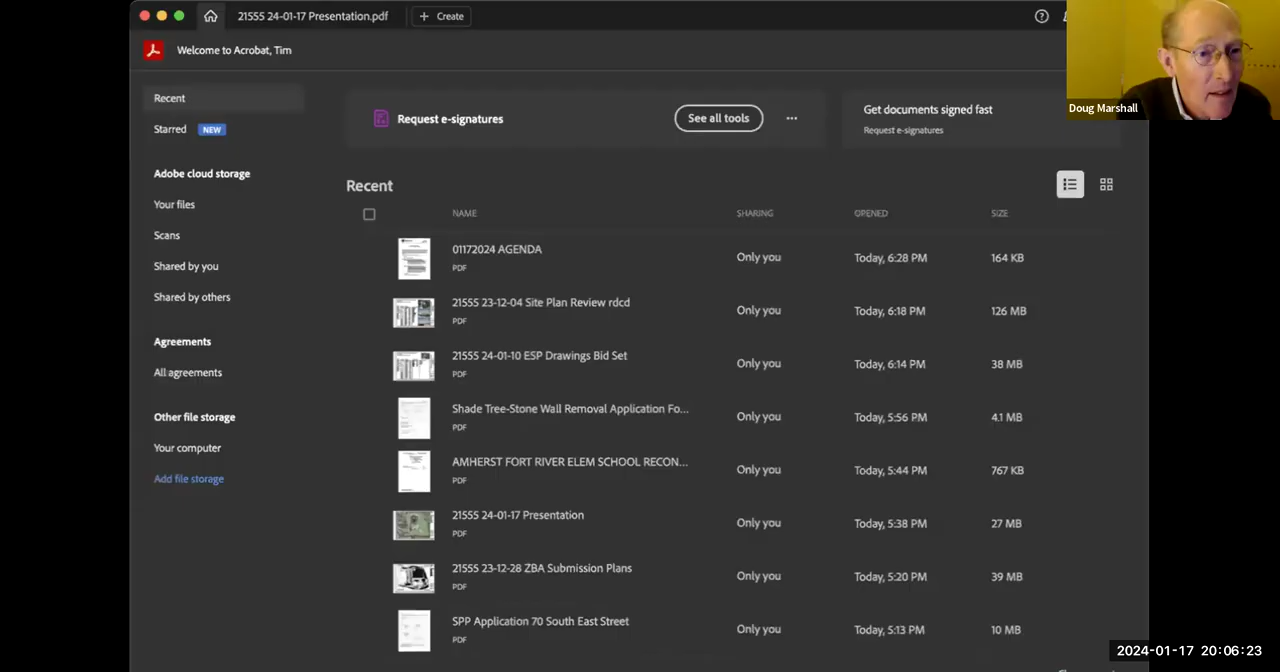 21555 24-01-17 Presentation.pdf
+ Create
Welcome to Acrobat, Tim
Doug Marshall
Recent
Starred NEW
Adobe cloud storage
Your files
Scans
Shared by you
Shared by others
Agreements
All agreements
Other file storage
Your computer
Add file storage
Request e-signatures
See all tools
Get documents signed fast
Request e-signatures
Recent
NAME SHARING OPENED SIZE
01172024 AGENDA
PDF
Only you Today, 6:28 PM 164 KB
21555 23-12-04 Site Plan Review rdcd
PDF
Only you Today, 6:18 PM 126 MB
21555 24-01-10 ESP Drawings Bid Set
PDF
Only you Today, 6:14 PM 38 MB
Shade Tree-Stone Wall Removal Application Fo...
PDF
Only you Today, 5:56 PM 4.1 MB
AMHERST FORT RIVER ELEM SCHOOL RECON...
PDF
Only you Today, 5:44 PM 767 KB
21555 24-01-17 Presentation
PDF
Only you Today, 5:38 PM 27 MB
21555 23-12-28 ZBA Submission Plans
PDF
Only you Today, 5:20 PM 39 MB
SPP Application 70 South East Street
PDF
Only you Today, 5:13 PM 10 MB
2024-01-17 20:06:23